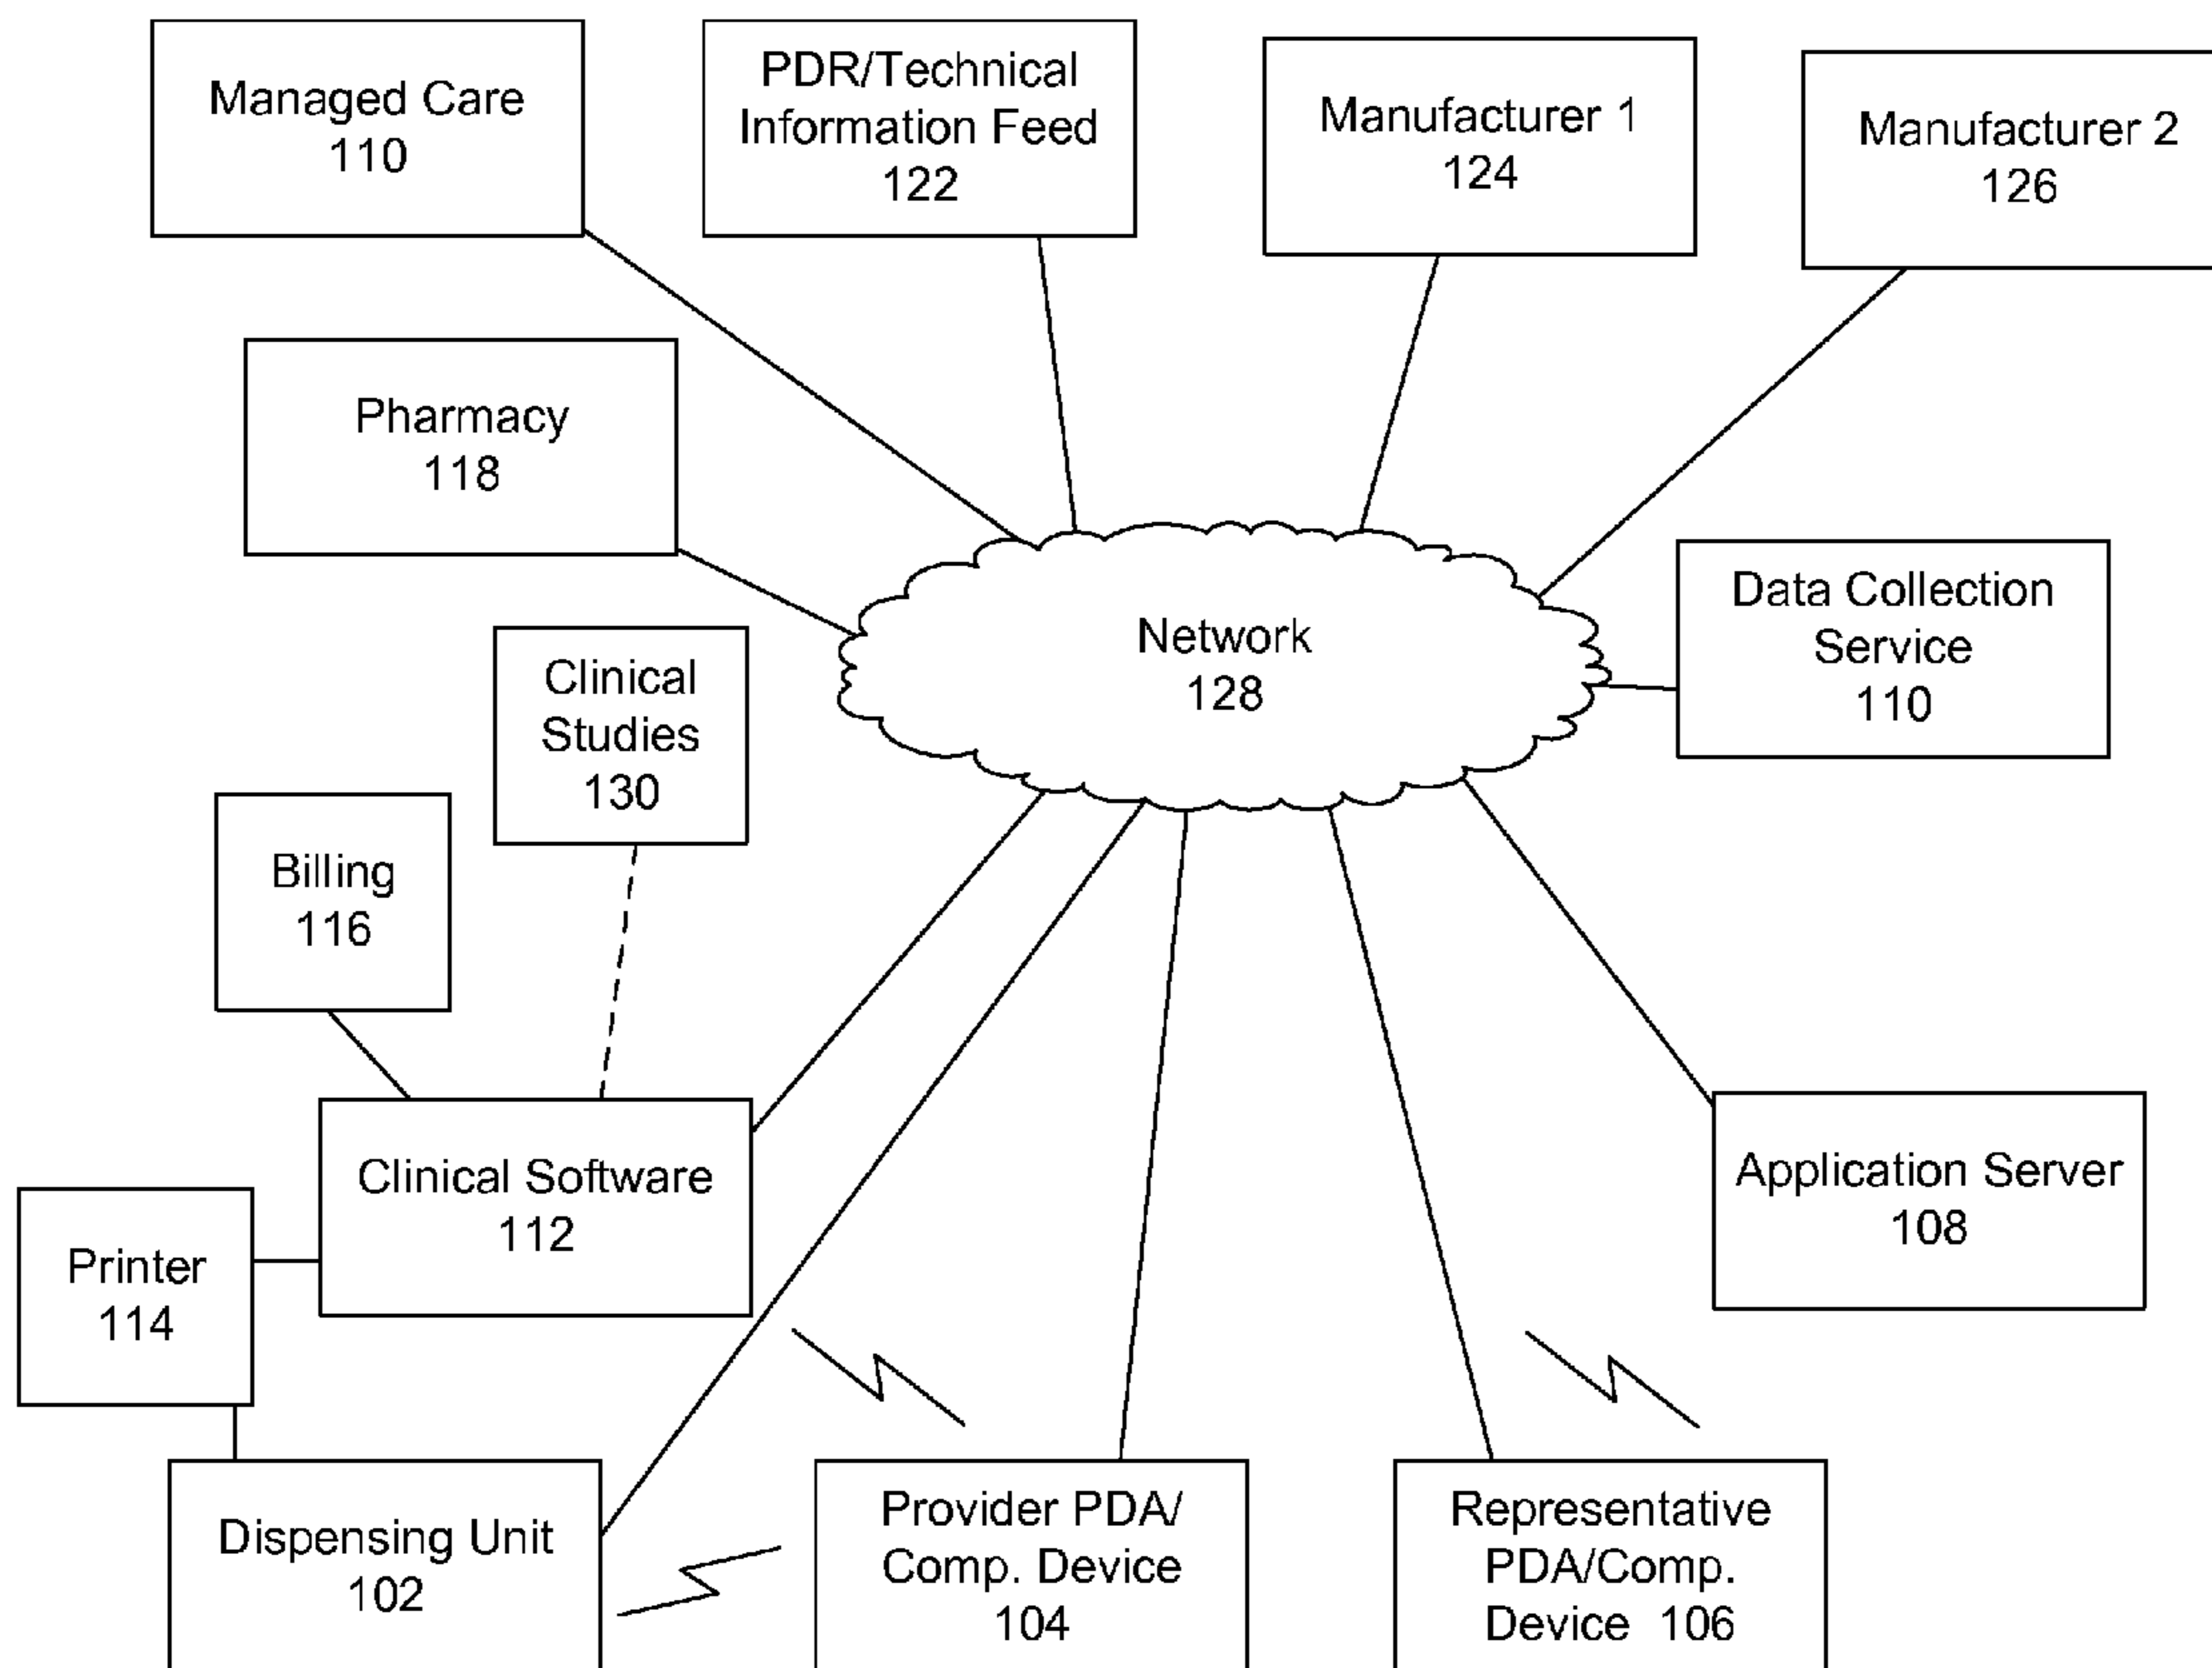 Managed Care
110
PDR/Technical
Information Feed
122
Manufacturer 1
124
Manufacturer 2
126
Pharmacy
118
Network
128
Data Collection
Service
110
Clinical
Studies
130
Billing
116
Clinical Software
112
Application Server
108
Printer
114
Dispensing Unit
102
Provider PDA/
Comp. Device
104
Representative
PDA/Comp.
Device 106